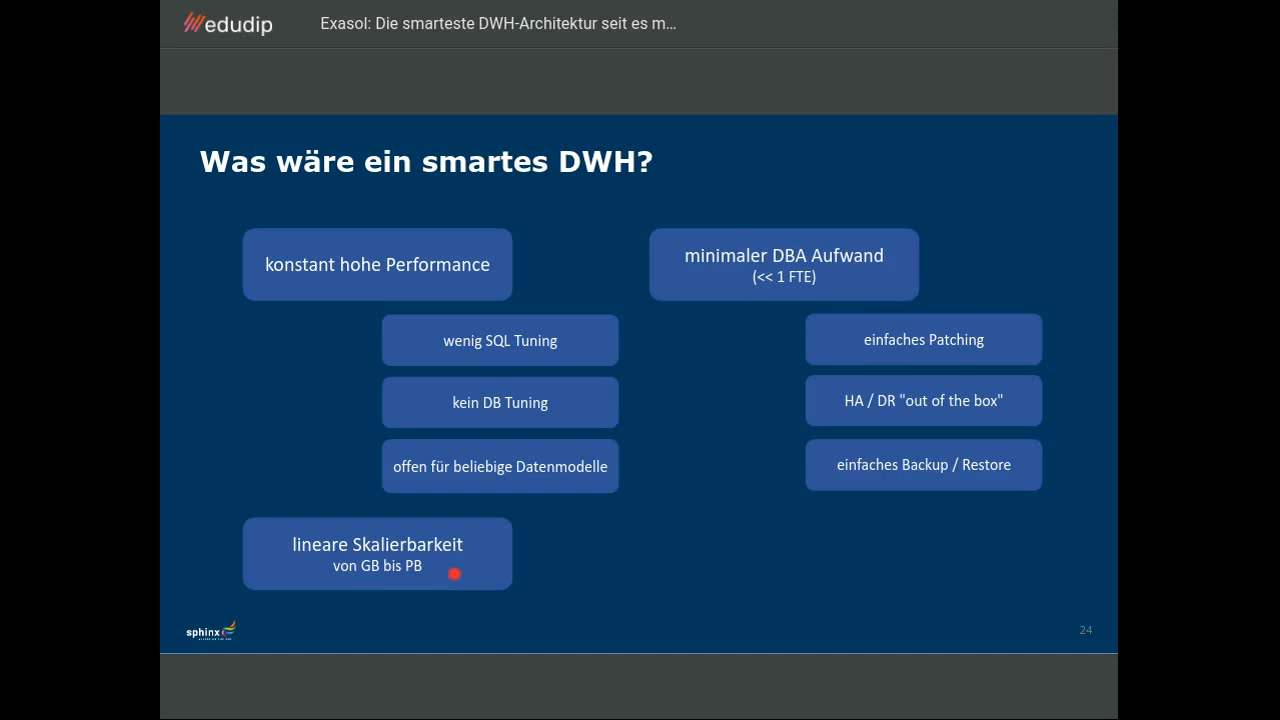 edudip
Exasol: Die smarteste DWH-Architektur seit es m...
Was wäre ein smartes DWH?
konstant hohe Performance
wenig SQL Tuning
kein DB Tuning
offen für beliebige Datenmodelle
lineare Skalierbarkeit
von GB bis PB
minimaler DBA Aufwand
(<< 1 FTE)
einfaches Patching
HA / DR "out of the box"
einfaches Backup / Restore
sphinx
24